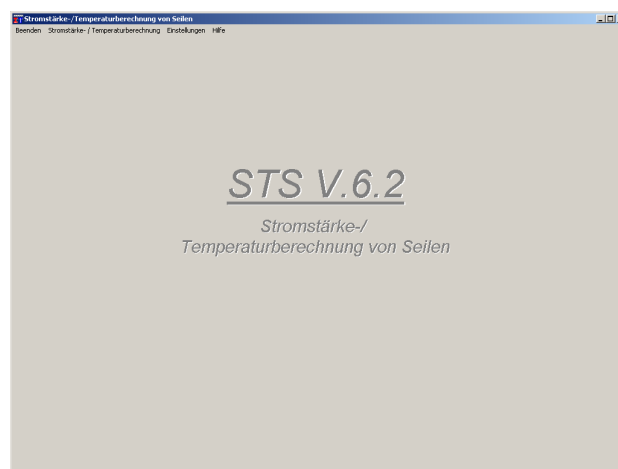 Stromstärke-/Temperaturberechnung von Seilen
Beenden Stromstärke- / Temperaturberechnung Einstellungen Hilfe
STS V.6.2
Stromstärke-/
Temperaturberechnung von Seilen